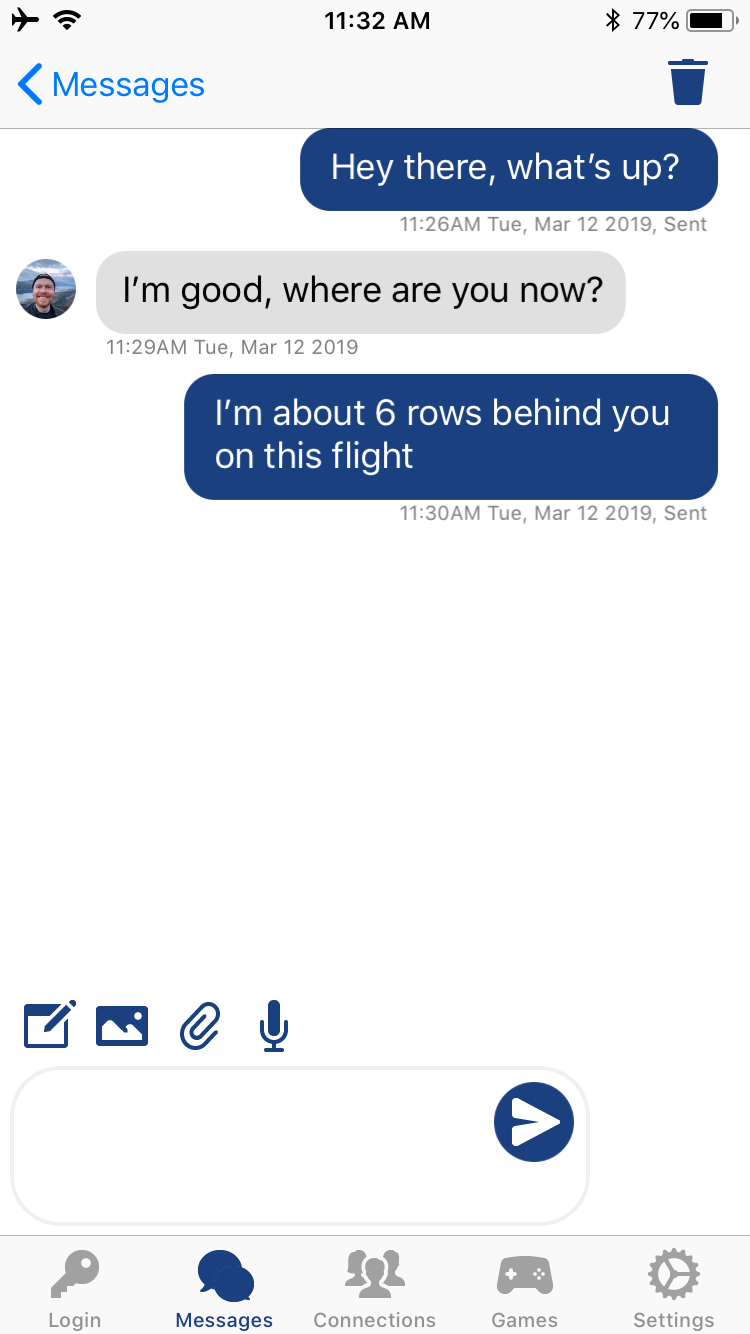 11:32 AM
77%
Messages
Hey there, what’s up?
11:26AM Tue, Mar 12 2019, Sent
I’m good, where are you now?
11:29AM Tue, Mar 12 2019
I’m about 6 rows behind you
on this flight
11:30AM Tue, Mar 12 2019, Sent
Login
Messages
Connections
Games
Settings